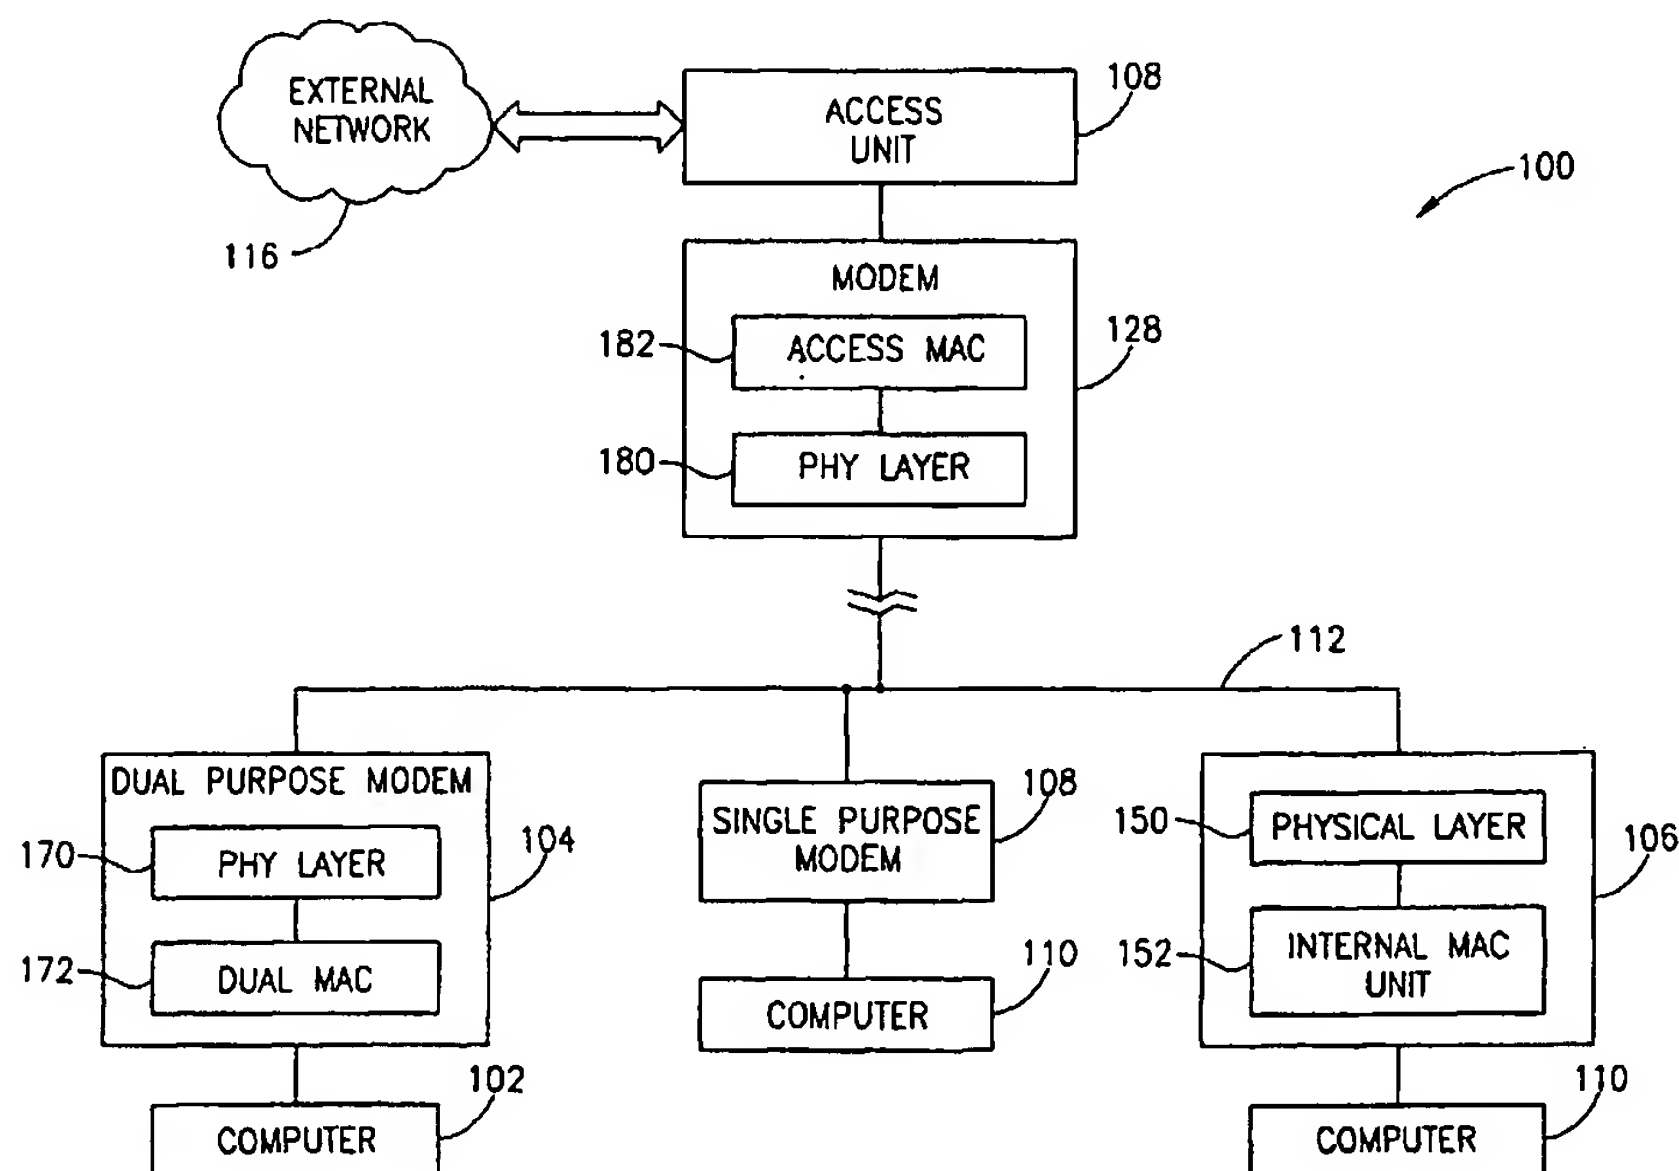 EXTERNAL
NETWORK
116
ACCESS
UNIT
108
100
MODEM
128
182
ACCESS MAC
180
PHY LAYER
112
DUAL PURPOSE MODEM
104
170
PHY LAYER
172
DUAL MAC
102
COMPUTER
SINGLE PURPOSE
MODEM
108
COMPUTER
110
150
PHYSICAL LAYER
106
152
INTERNAL MAC
UNIT
110
COMPUTER